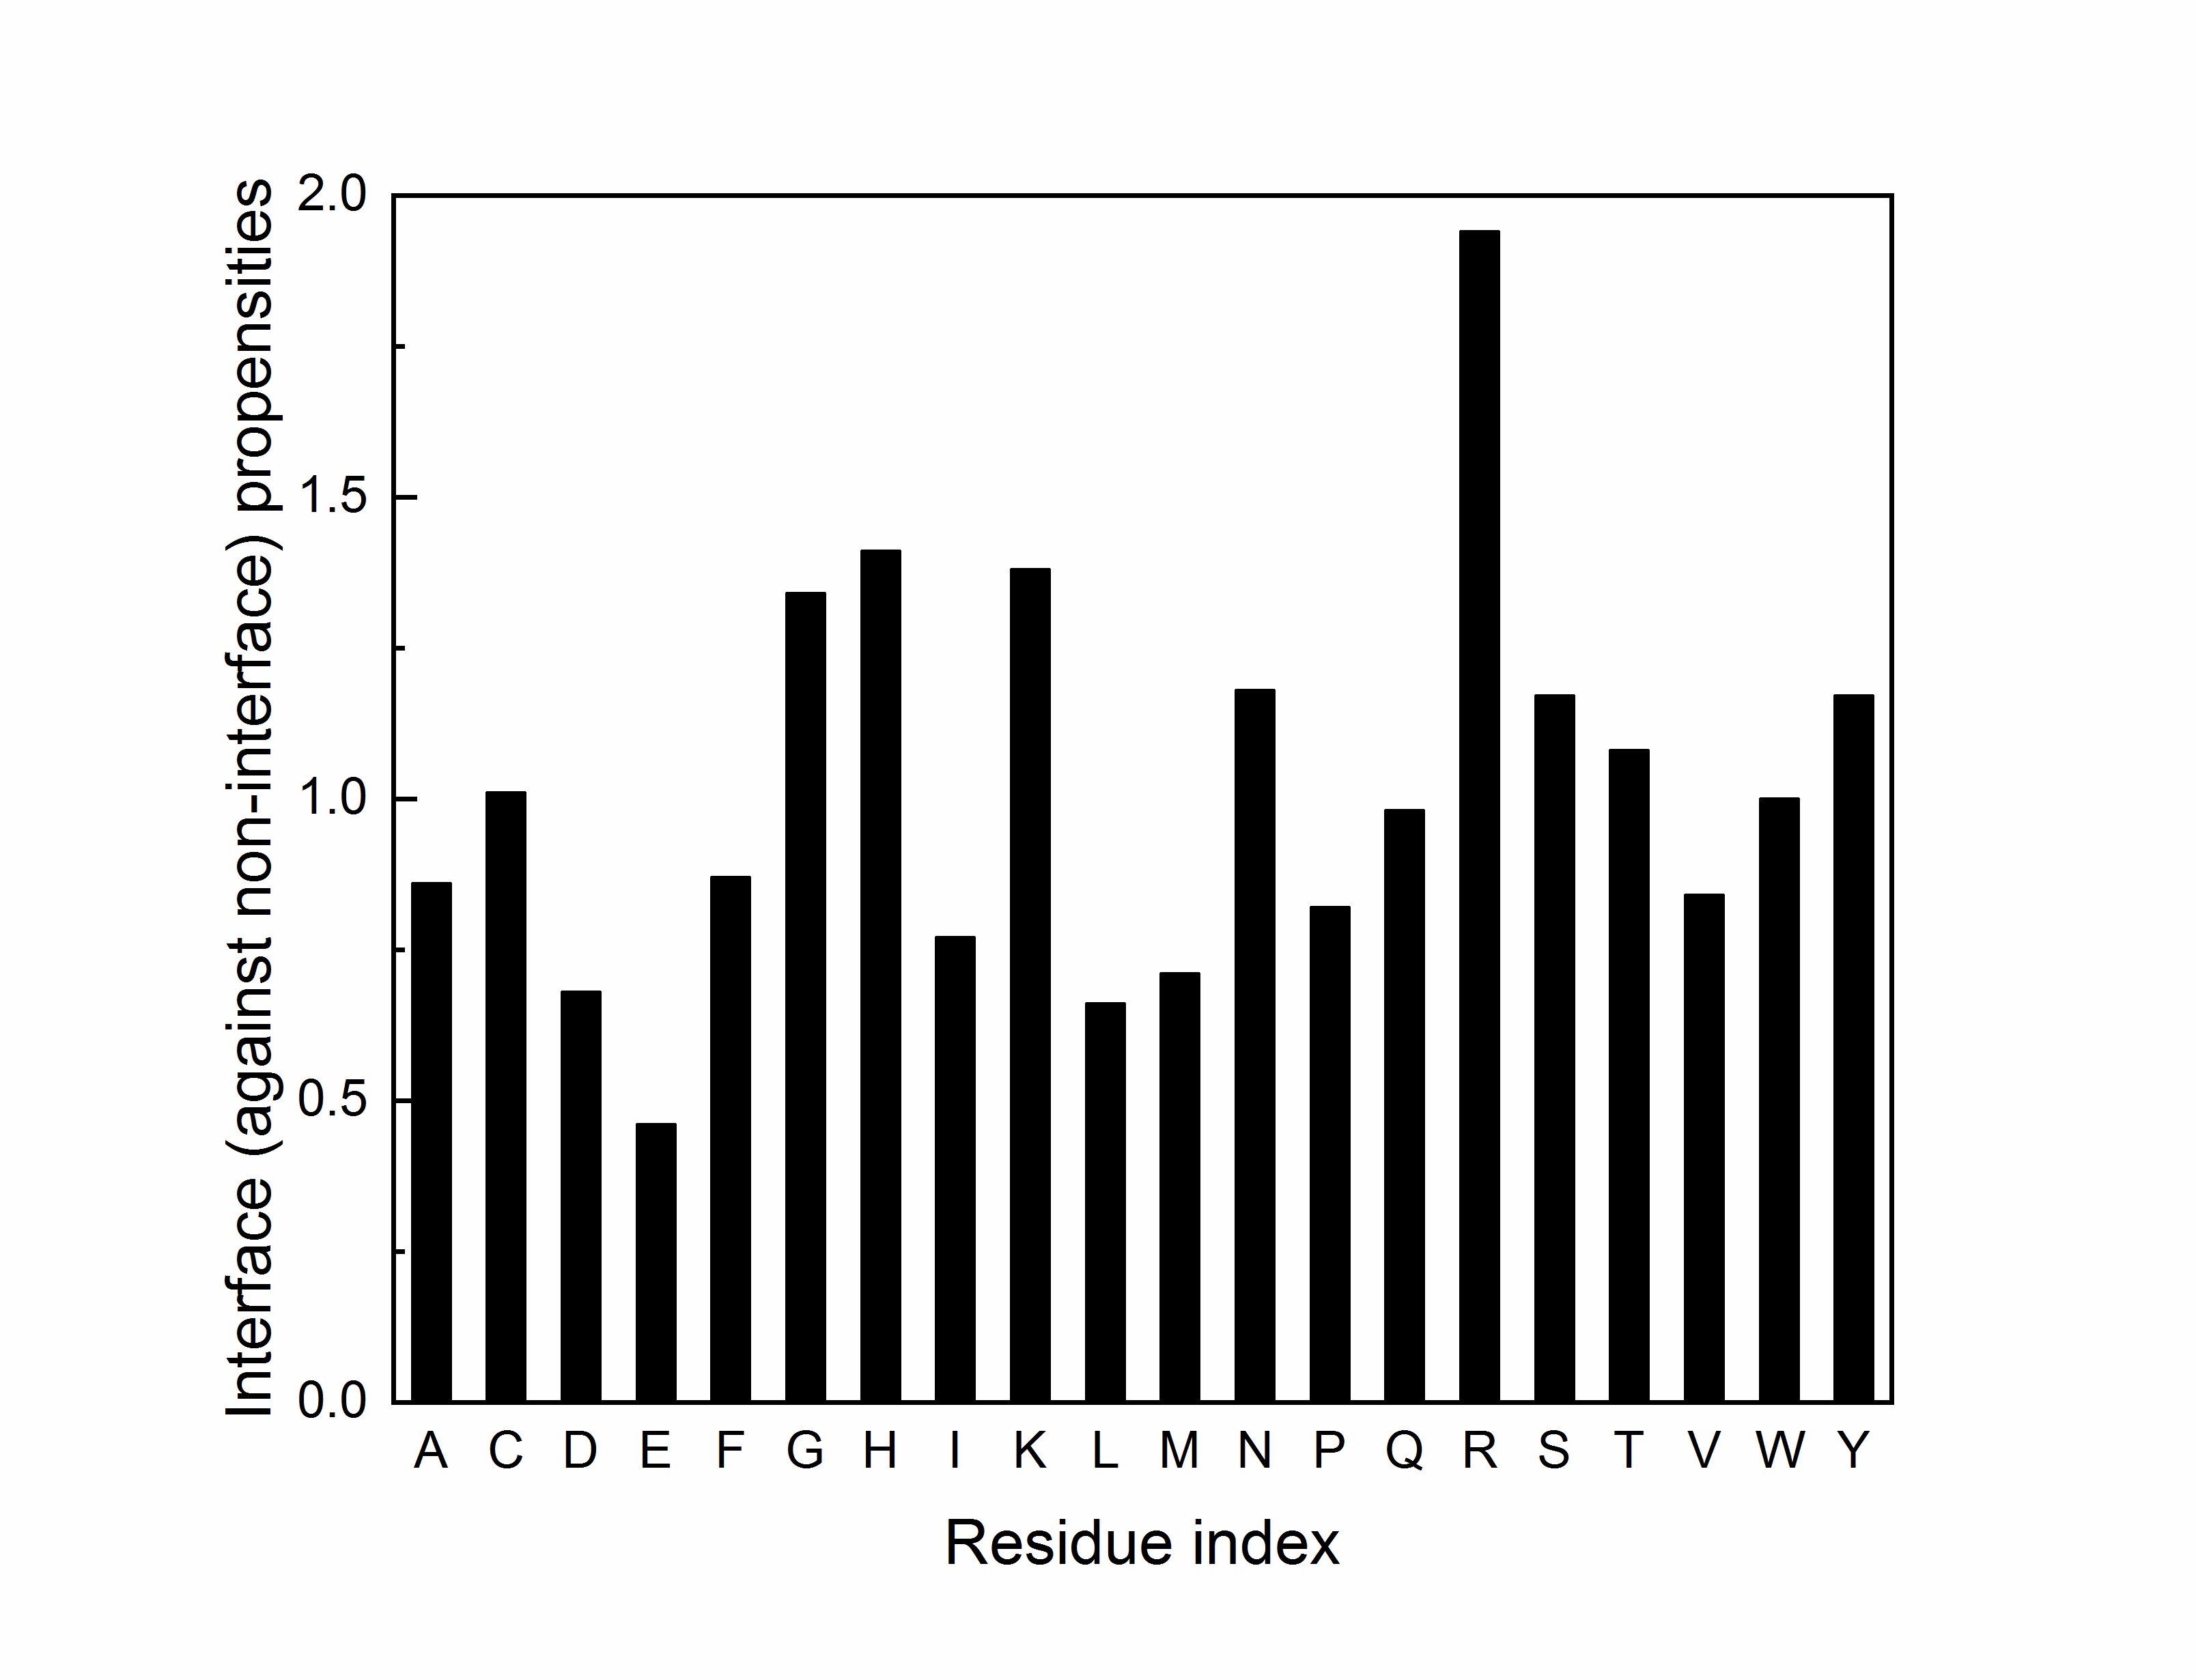 Interface (against non-interface) propensities
2.0
1.5
1.0
0.5
0.0
A C D E F G H I K L M N P Q R S T V W Y
Residue index